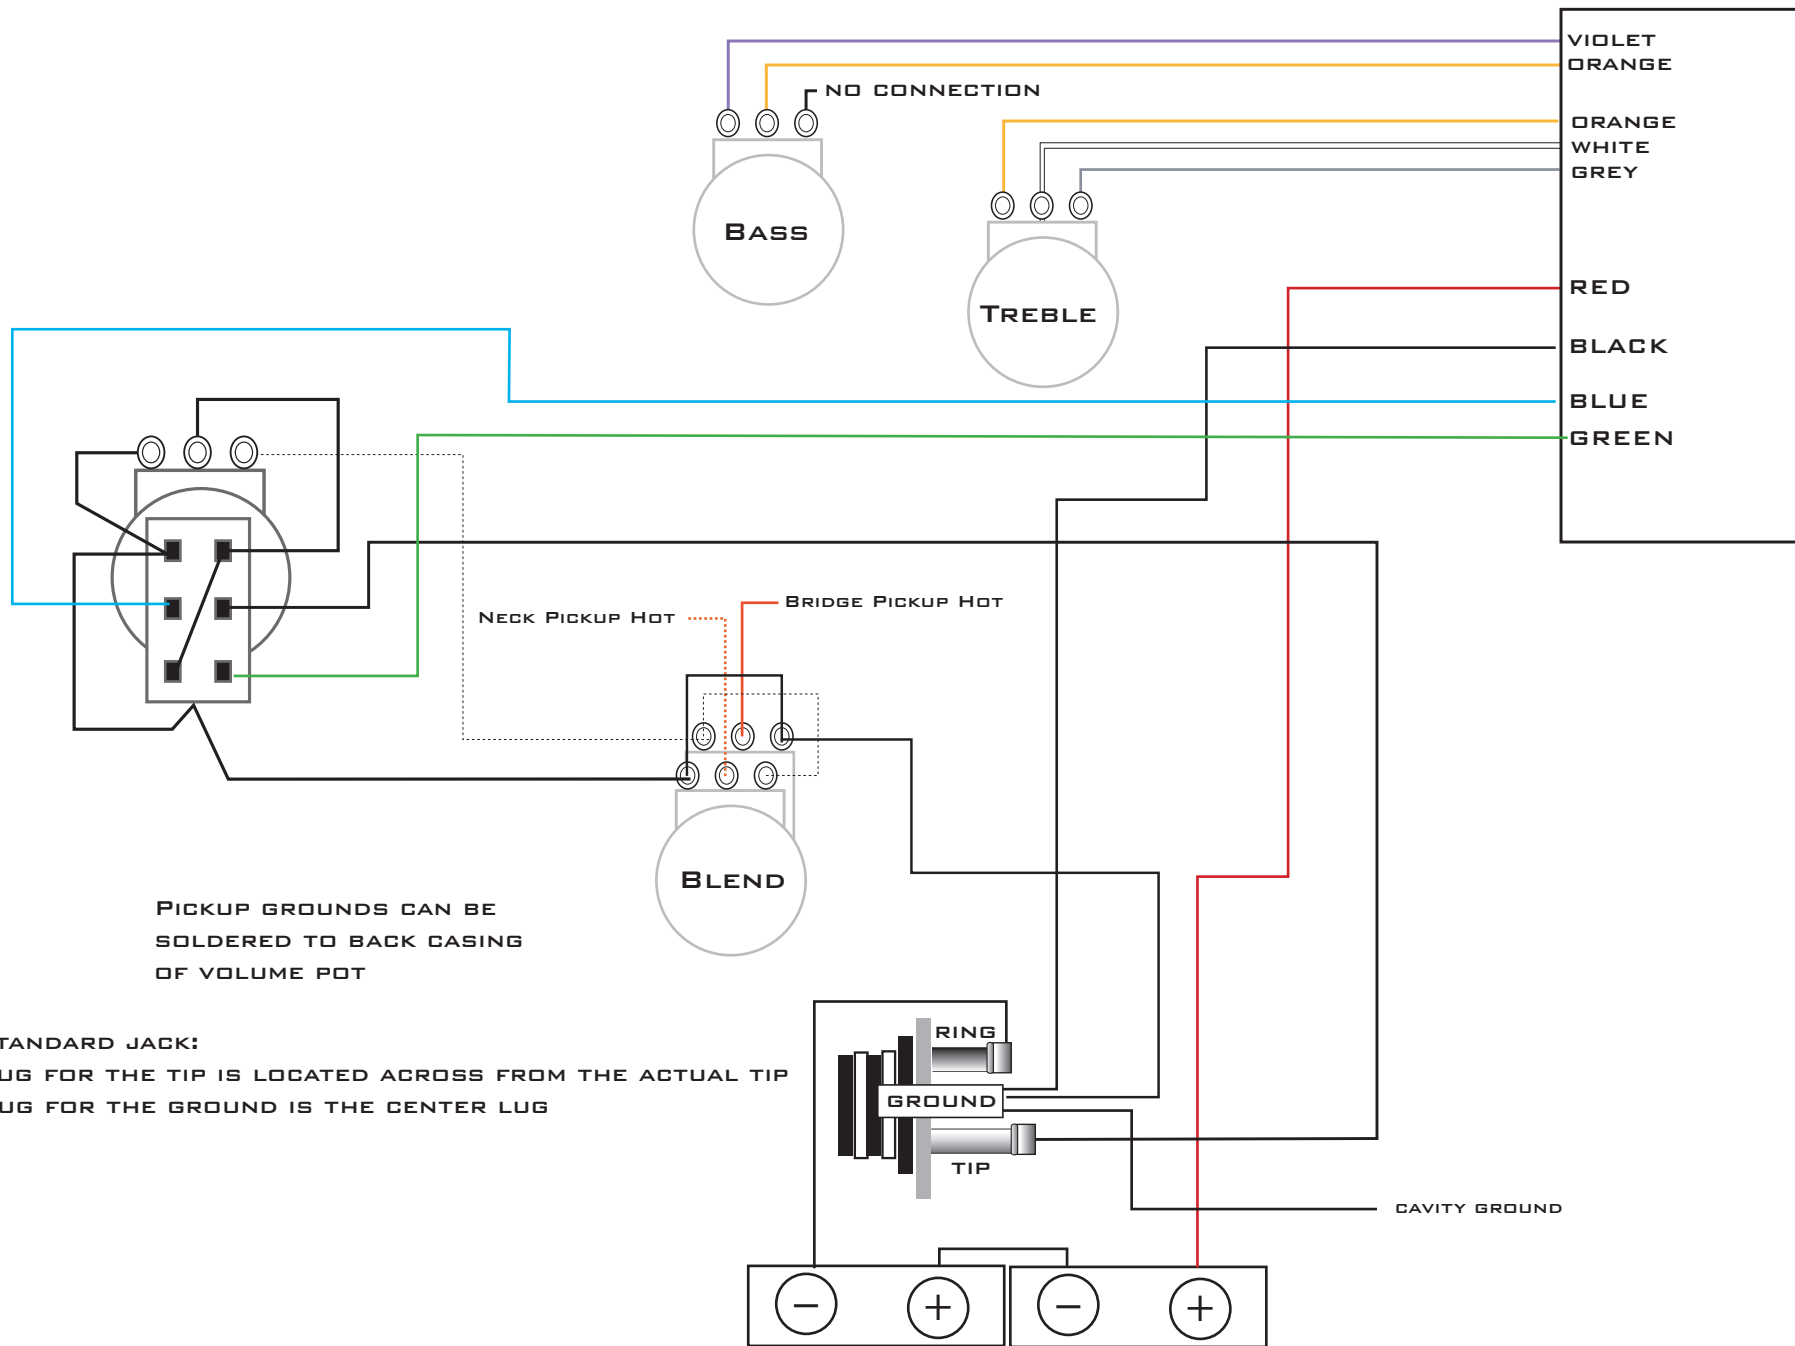 VIOLET
ORANGE
NO CONNECTION
ORANGE
WHITE
GREY
BASS
TREBLE
RED
BLACK
BLUE
GREEN
NECK PICKUP HOT
BRIDGE PICKUP HOT
BLEND
PICKUP GROUNDS CAN BE
SOLDERED TO BACK CASING
OF VOLUME POT
TANDARD JACK:
UG FOR THE TIP IS LOCATED ACROSS FROM THE ACTUAL TIP
UG FOR THE GROUND IS THE CENTER LUG
RING
GROUND
TIP
CAVITY GROUND
− + − +